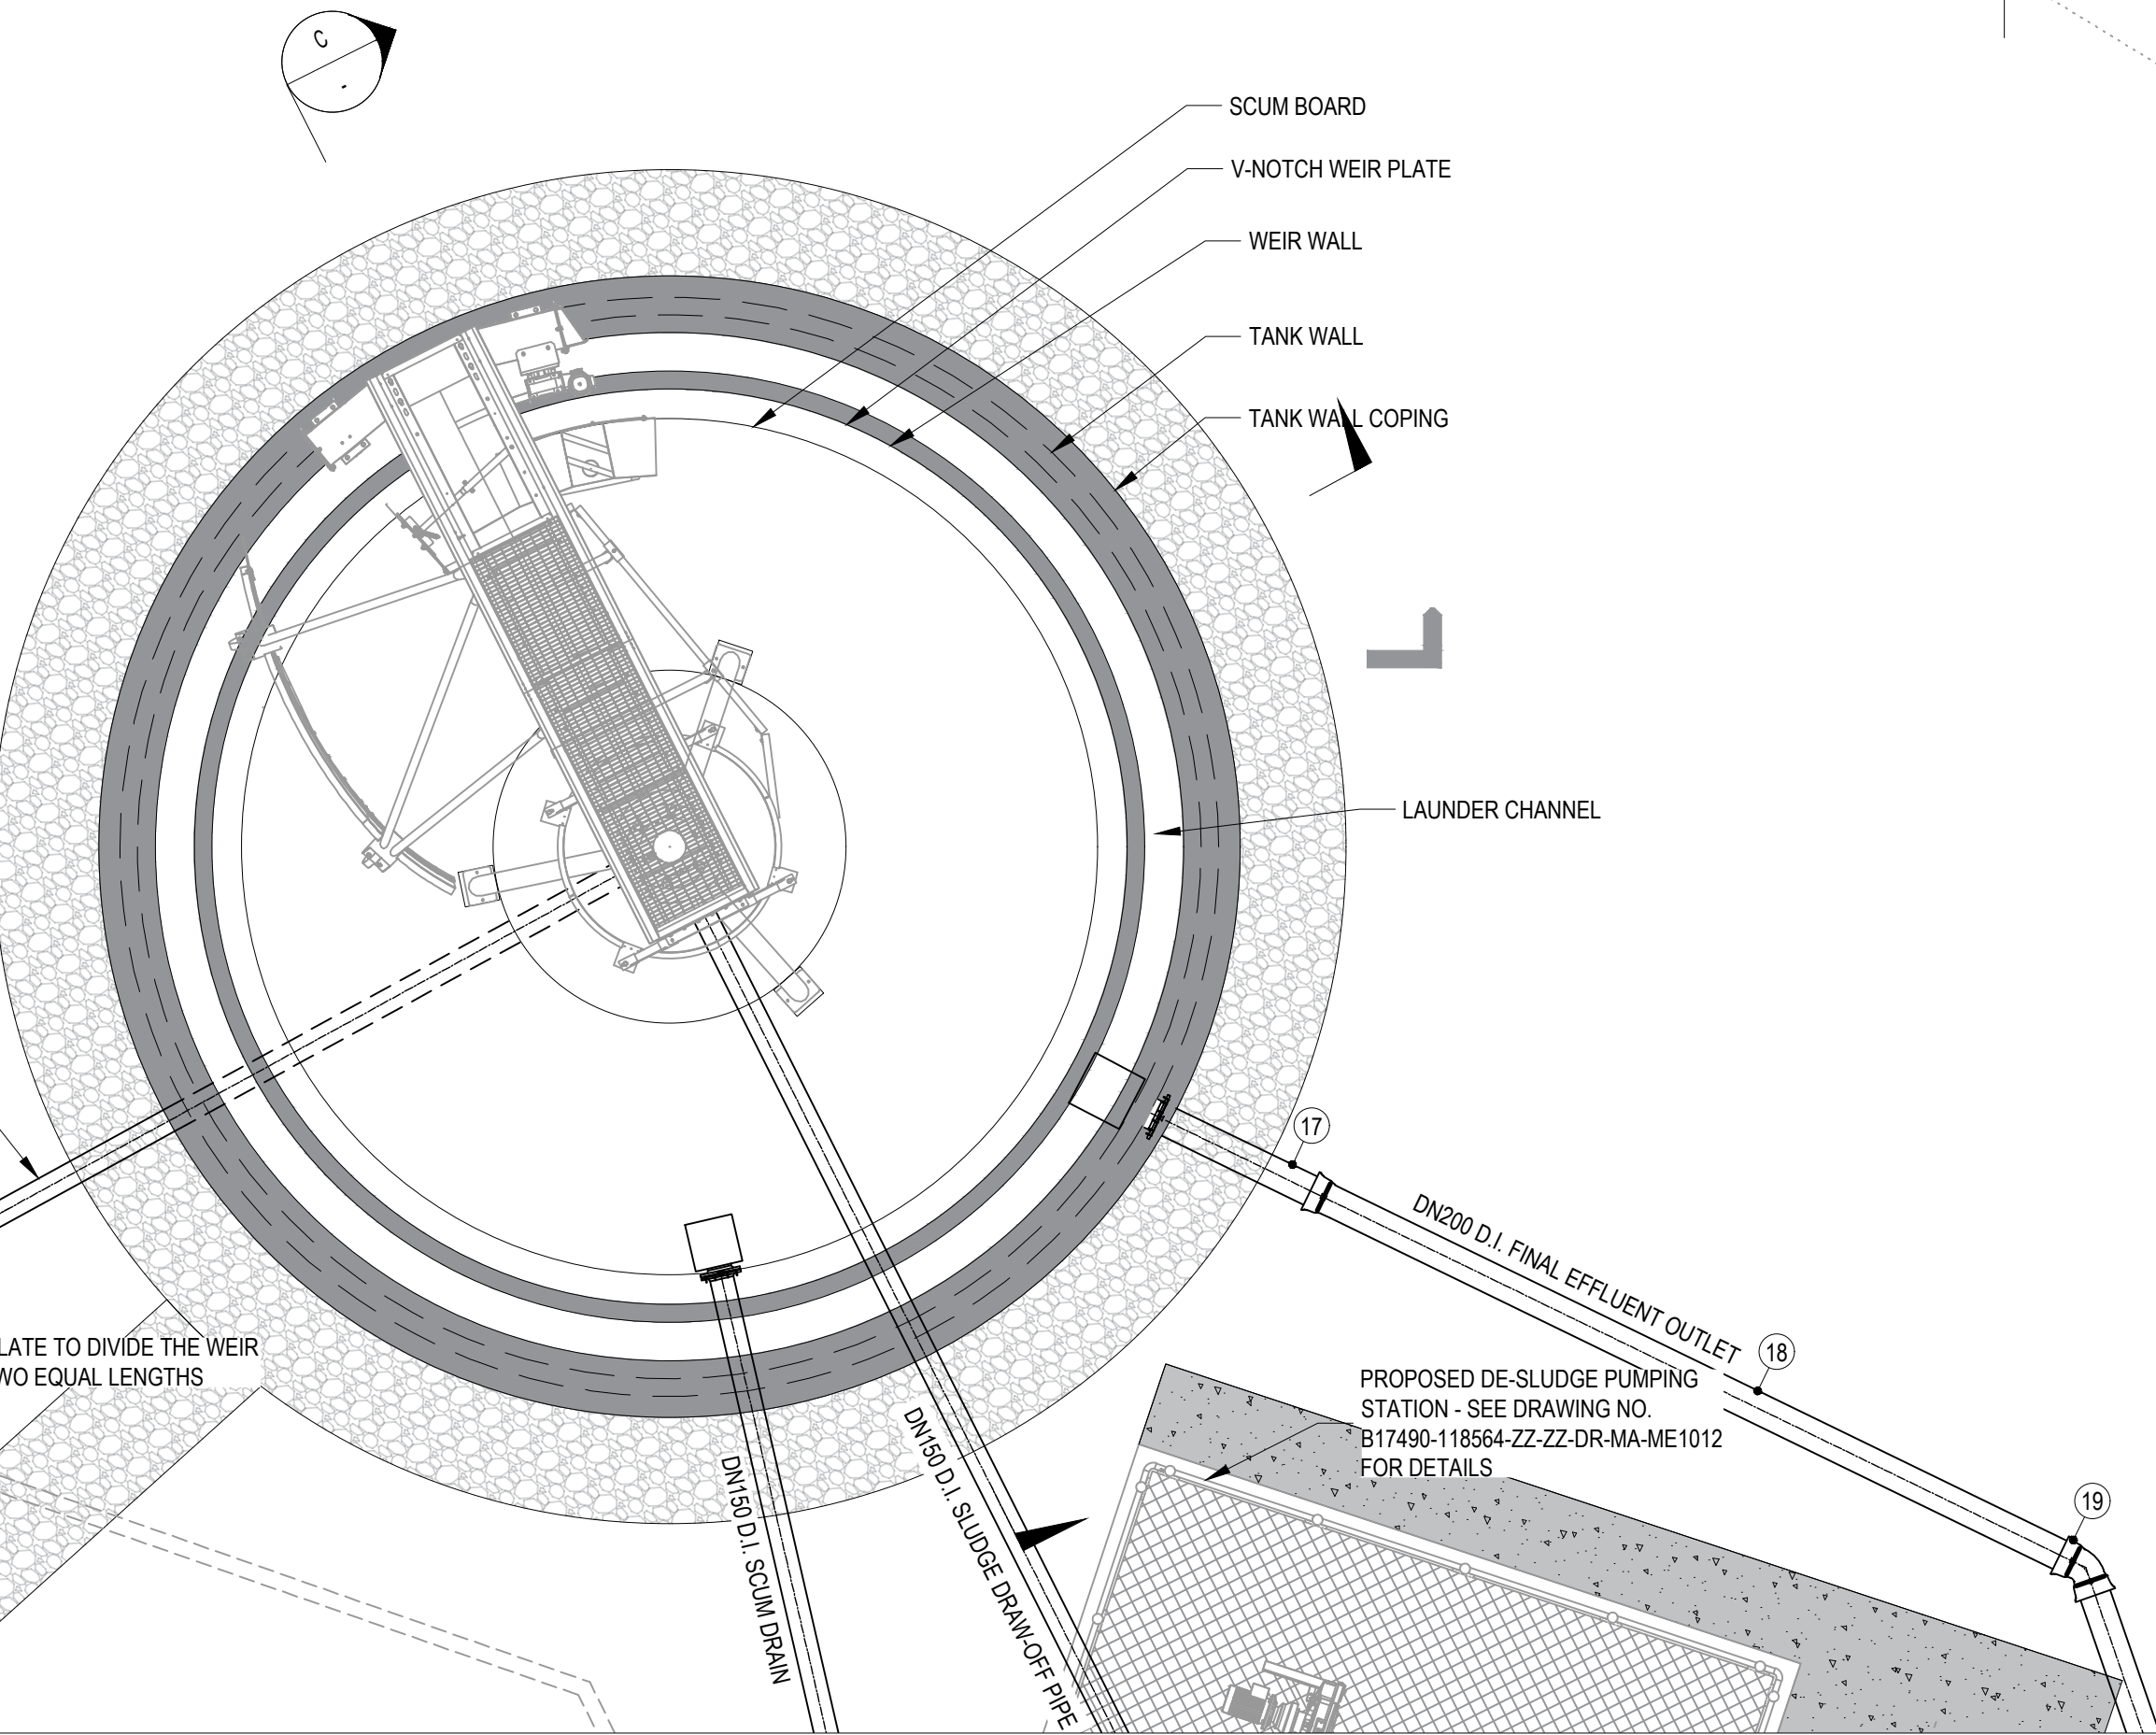 C
-
SCUM BOARD
V-NOTCH WEIR PLATE
WEIR WALL
TANK WALL
TANK WALL COPING
LAUNDER CHANNEL
17
DN200 D.I. FINAL EFFLUENT OUTLET
18
LATE TO DIVIDE THE WEIR
WO EQUAL LENGTHS
PROPOSED DE-SLUDGE PUMPING
STATION - SEE DRAWING NO.
B17490-118564-ZZ-ZZ-DR-MA-ME1012
FOR DETAILS
19
DN150 D.I. SCUM DRAIN
DN150 D.I. SLUDGE DRAW-OFF PIPE